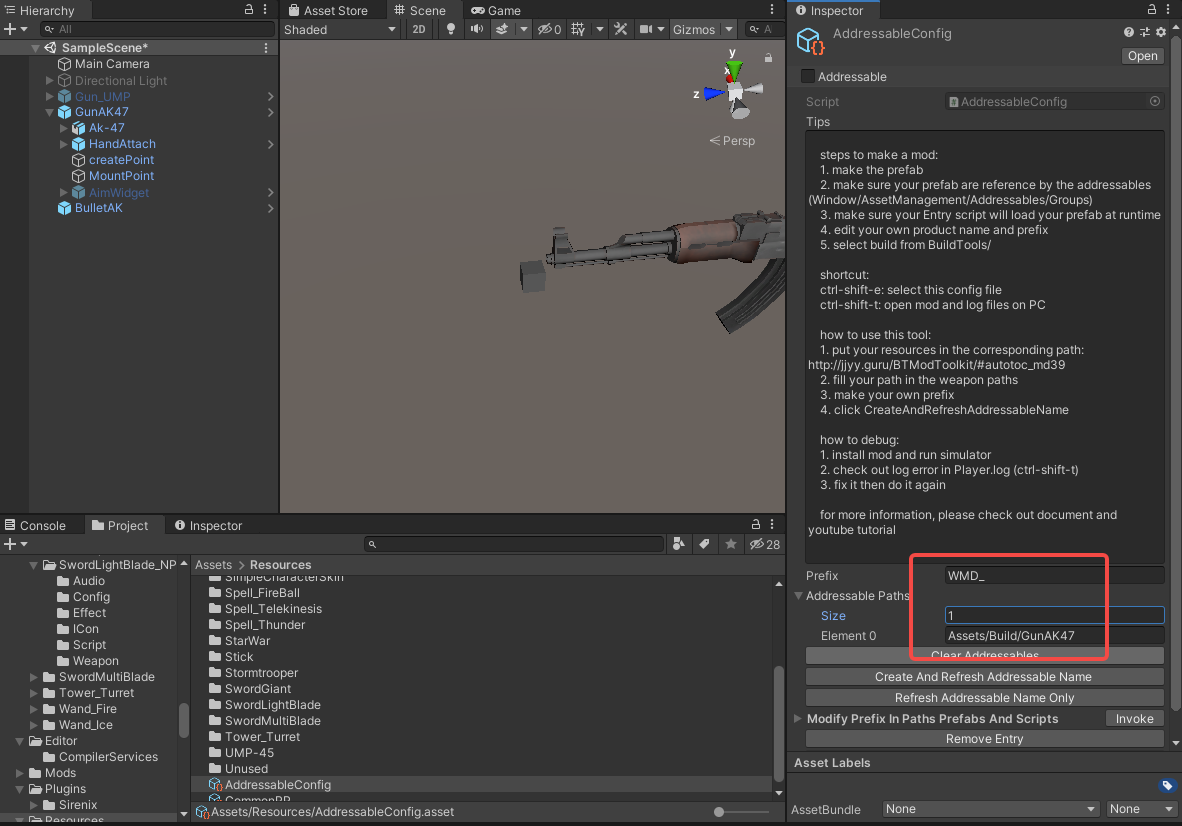 Hierarchy
All
SampleScene*
Main Camera
Directional Light
Gun_UMP
GunAK47
Ak-47
HandAttach
createPoint
MountPoint
AimWidget
BulletAK
Asset Store
Scene
Game
Shaded
2D
0
Gizmos
A
y
x
z
Persp
Inspector
AddressableConfig
Open
Addressable
Script
AddressableConfig
Tips
steps to make a mod:
1. make the prefab
2. make sure your prefab are reference by the addressables
(Window/AssetManagement/Addressables/Groups)
3. make sure your Entry script will load your prefab at runtime
4. edit your own product name and prefix
5. select build from BuildTools/
shortcut:
ctrl-shift-e: select this config file
ctrl-shift-t: open mod and log files on PC
how to use this tool:
1. put your resources in the corresponding path:
http://jjyy.guru/BTModToolkit/#autotoc_md39
2. fill your path in the weapon paths
3. make your own prefix
4. click CreateAndRefreshAddressableName
how to debug:
1. install mod and run simulator
2. check out log error in Player.log (ctrl-shift-t)
3. fix it then do it again
for more information, please check out document and
youtube tutorial
Prefix
WMD_
Addressable Paths
Size
1
Element 0
Assets/Build/GunAK47
Clear Addressables
Create And Refresh Addressable Name
Refresh Addressable Name Only
Modify Prefix In Paths Prefabs And Scripts
Invoke
Remove Entry
Asset Labels
AssetBundle
None
None
Console
Project
Inspector
28
SwordLightBlade_NP
Audio
Config
Effect
ICon
Script
Weapon
SwordMultiBlade
Tower_Turret
Wand_Fire
Wand_Ice
Editor
CompilerServices
Mods
Plugins
Sirenix
Resources
Assets > Resources
SimpleCharacterSkin
Spell_FireBall
Spell_Telekinesis
Spell_Thunder
StarWar
Stick
Stormtrooper
SwordGiant
SwordLightBlade
SwordMultiBlade
Tower_Turret
UMP-45
Unused
AddressableConfig
CommonPP
Assets/Resources/AddressableConfig.asset